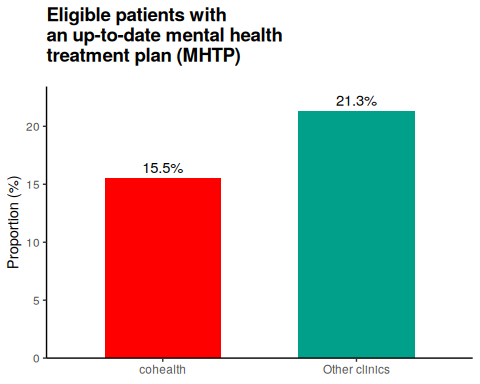 Eligible patients with
an up-to-date mental health
treatment plan (MHTP)
Proportion (%)
20
15
10
5
0
15.5%
21.3%
cohealth
Other clinics